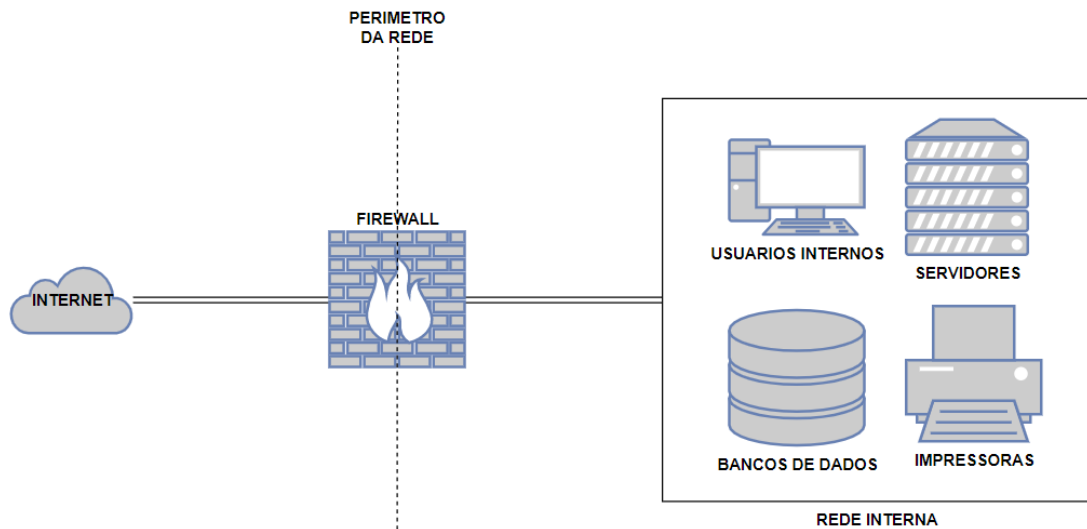 PERIMETRO
DA REDE
FIREWALL
INTERNET
USUARIOS INTERNOS
SERVIDORES
BANCOS DE DADOS
IMPRESSORAS
REDE INTERNA